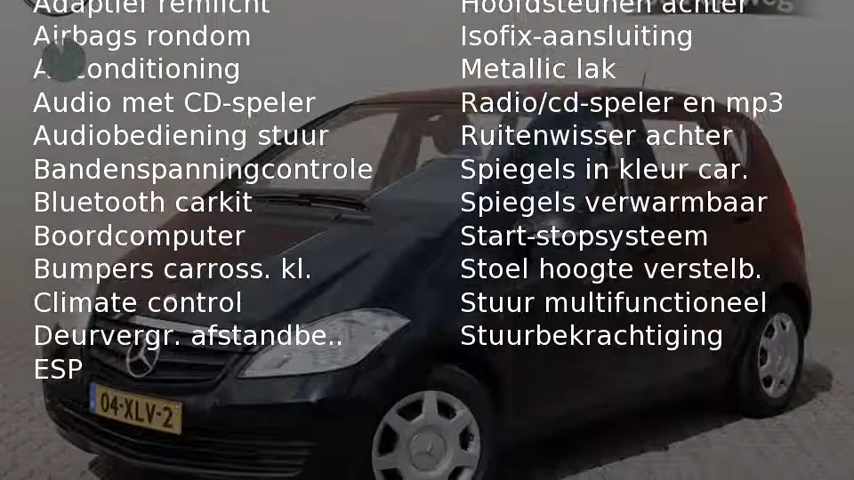 Adaptief remlicht
Airbags rondom
Audio met CD-speler
Audiobediening stuur
Bandenspanningcontrole
Bluetooth carkit
Boordcomputer
Bumpers carross. kl.
Climate control
Deurvergr. afstandbe..
ESP
Hoofdsteunen achter
Isofix-aansluiting
Metallic lak
Radio/cd-speler en mp3
Ruitenwisser achter
Spiegels in kleur car.
Spiegels verwarmbaar
Start-stopsysteem
Stoel hoogte verstelb.
Stuur multifunctioneel
Stuurbekrachtiging
04-XLV-2